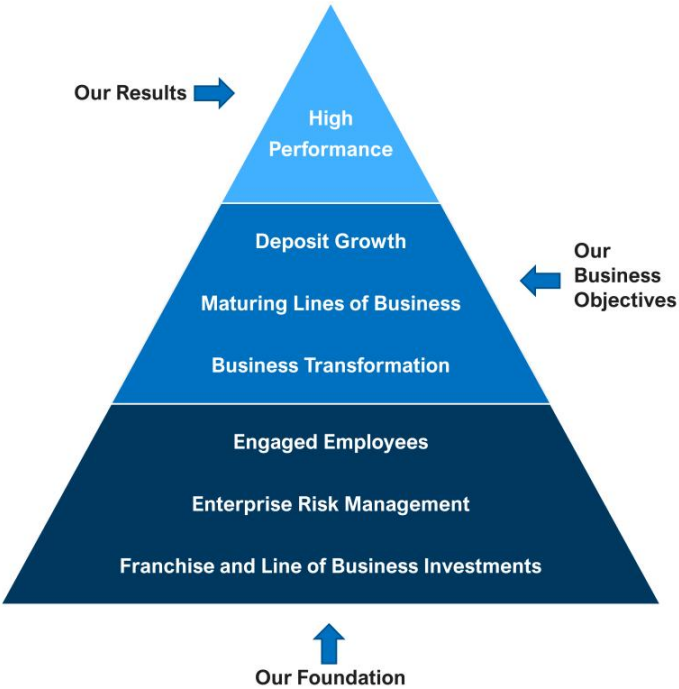 Our Results
High
Performance
Deposit Growth
Maturing Lines of Business
Business Transformation
Our
Business
Objectives
Engaged Employees
Enterprise Risk Management
Franchise and Line of Business Investments
Our Foundation